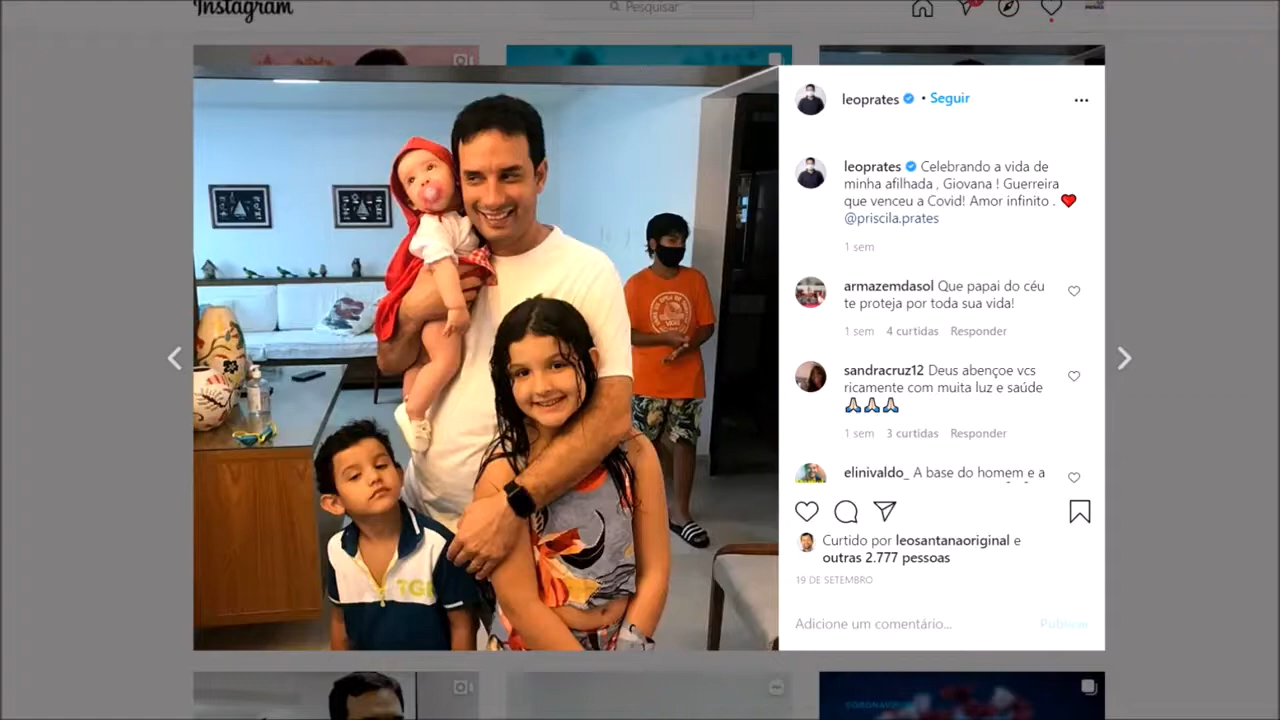 Instagram
Pesquisar
leoprates • Seguir
leoprates Celebrando a vida de
minha afilhada , Giovana ! Guerreira
que venceu a Covid! Amor infinito . ❤️
@priscila.prates
1 sem
armazemdasol Que papai do céu
te proteja por toda sua vida!
1 sem 4 curtidas Responder
sandracruz12 Deus abençoe vcs
ricamente com muita luz e saúde
🙏🏻🙏🏻🙏🏻
1 sem 3 curtidas Responder
elinivaldo_ A base do homem e a
TGD
Curtido por leosantanaoriginal e
outras 2.777 pessoas
19 DE SETEMBRO
Adicione um comentário... Publicar